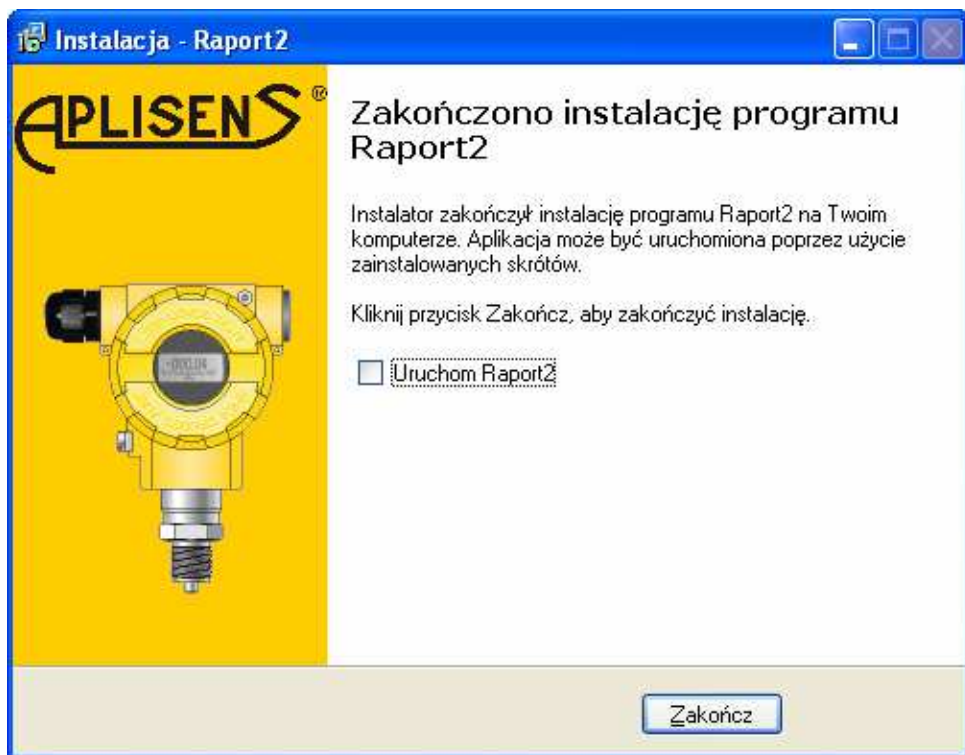 Instalacja - Raport2
APLISENS®
Zakończono instalację programu
Raport2
Instalator zakończył instalację programu Raport2 na Twoim
komputerze. Aplikacja może być uruchomiona poprzez użycie
zainstalowanych skrótów.
Kliknij przycisk Zakończ, aby zakończyć instalację.
Uruchom Raport2
Zakończ